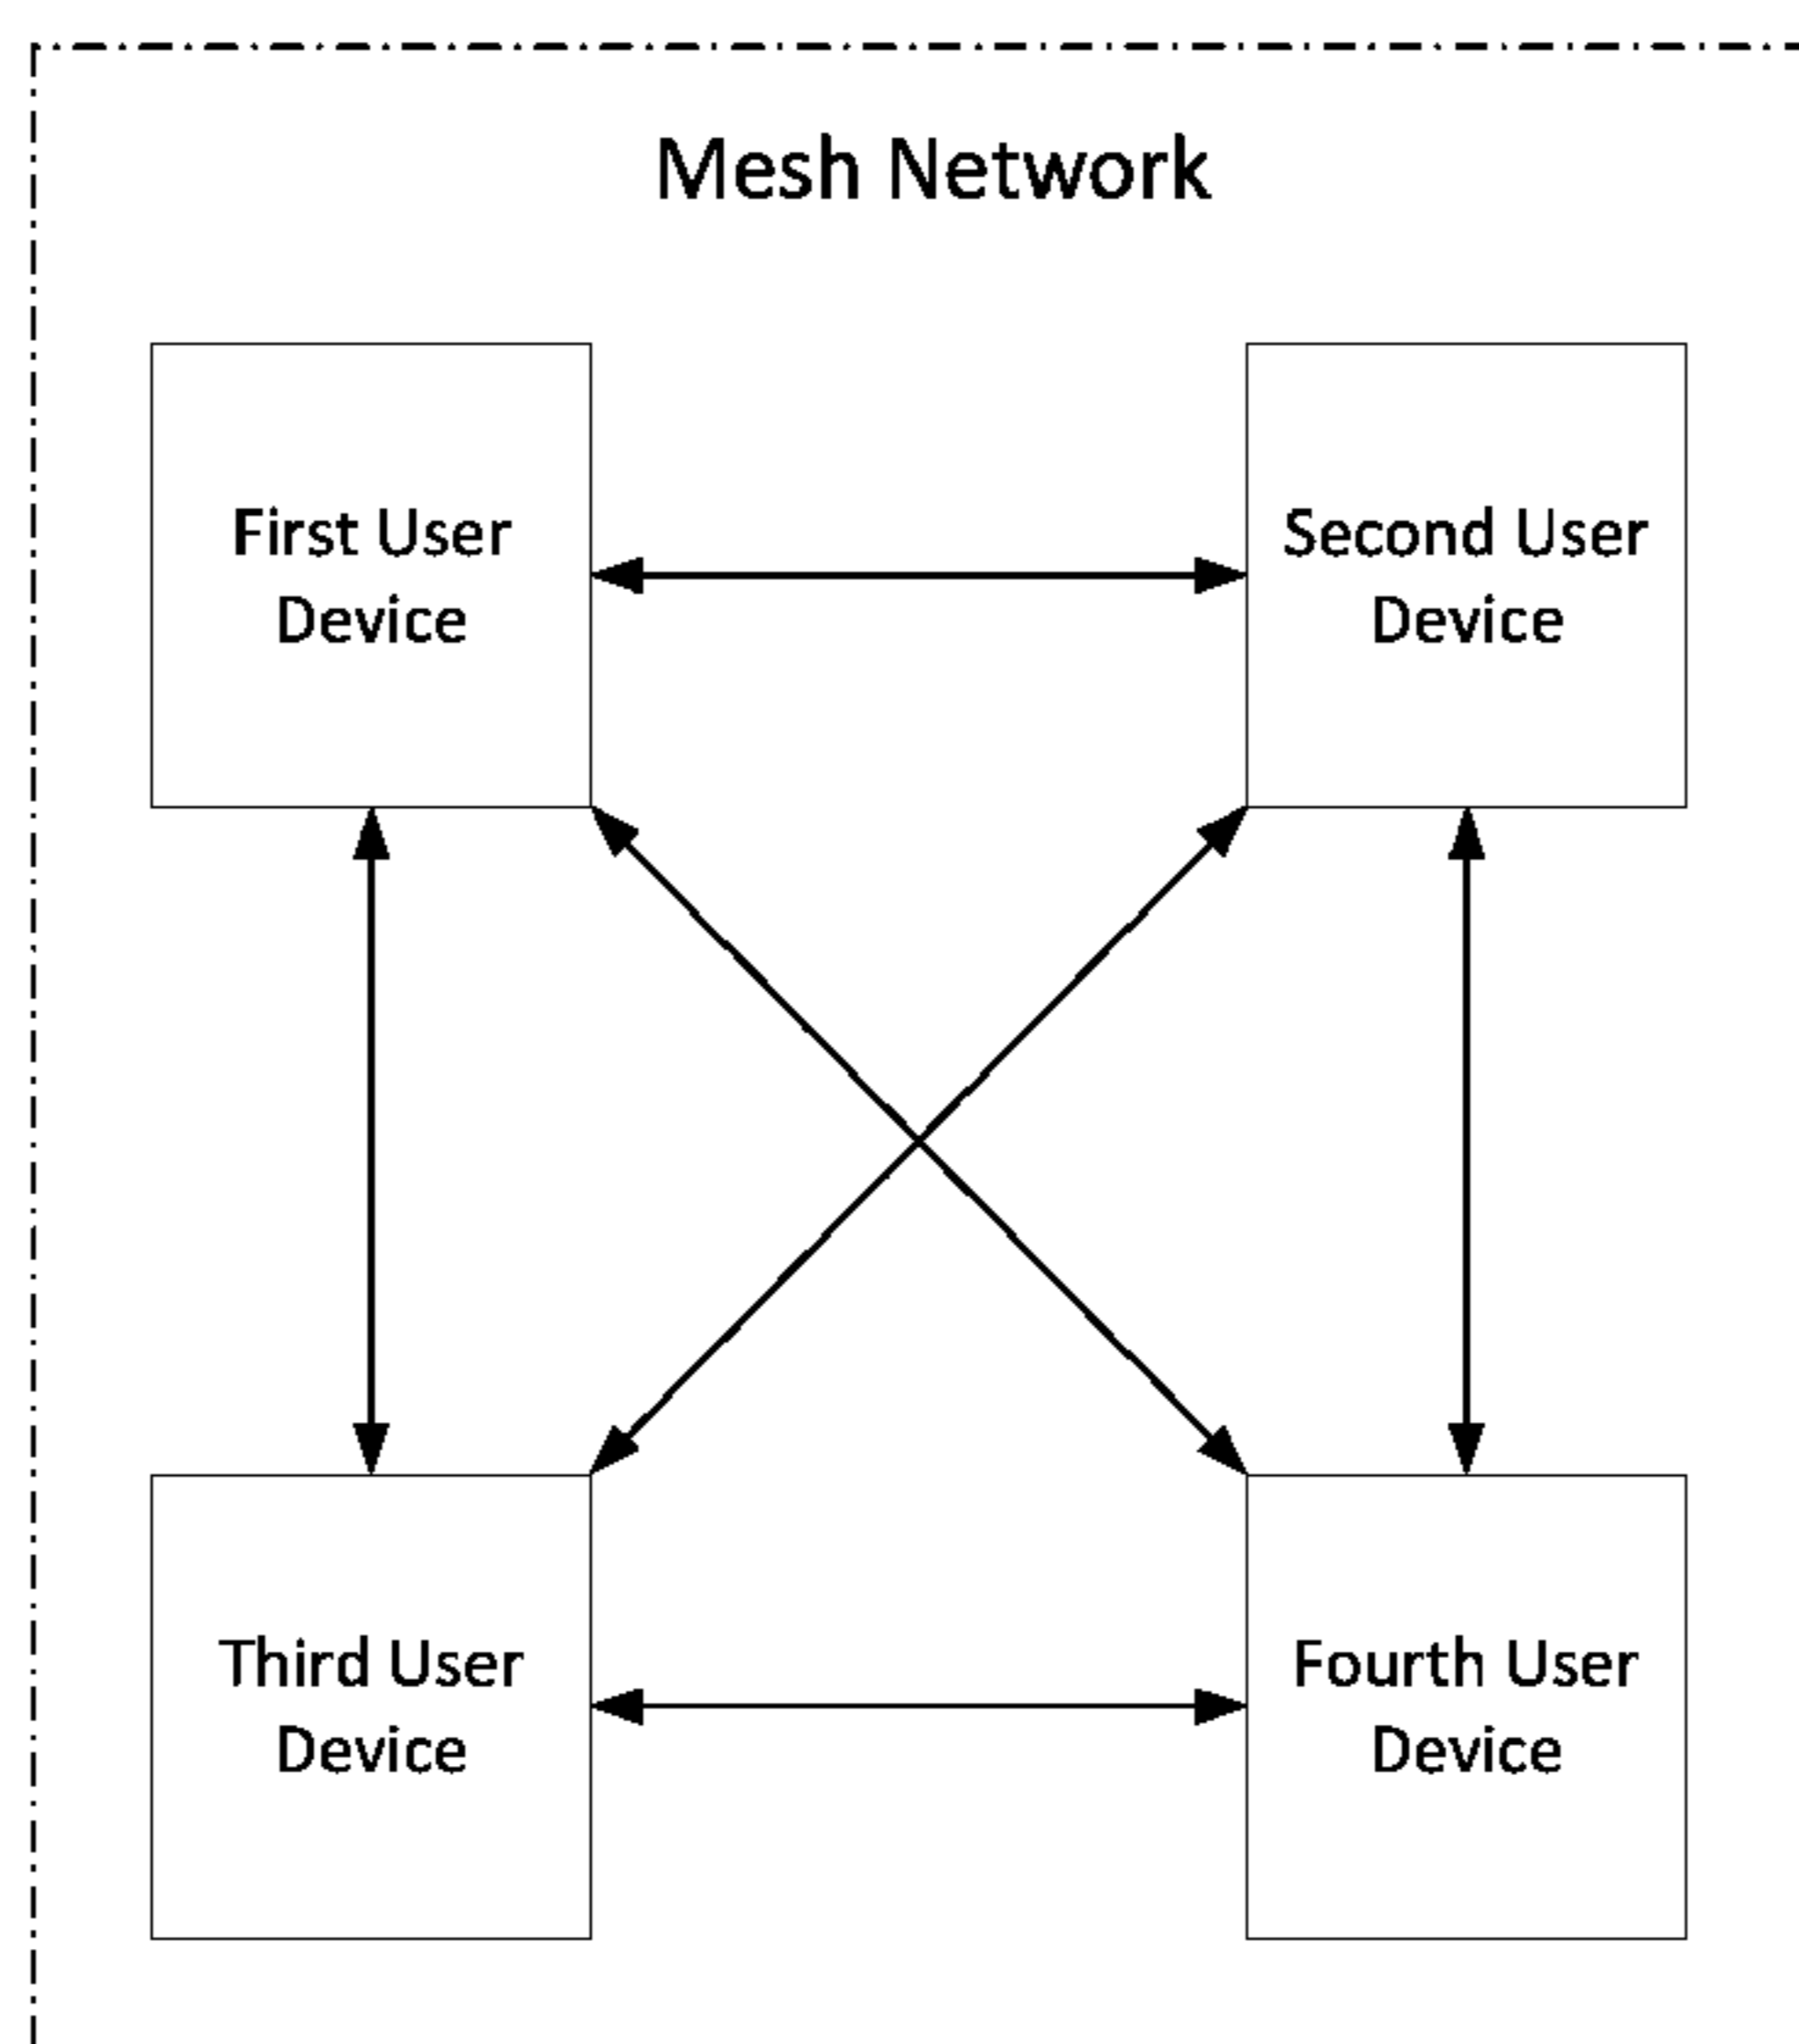 Mesh Network
First User
Device
Second User
Device
Third User
Device
Fourth User
Device